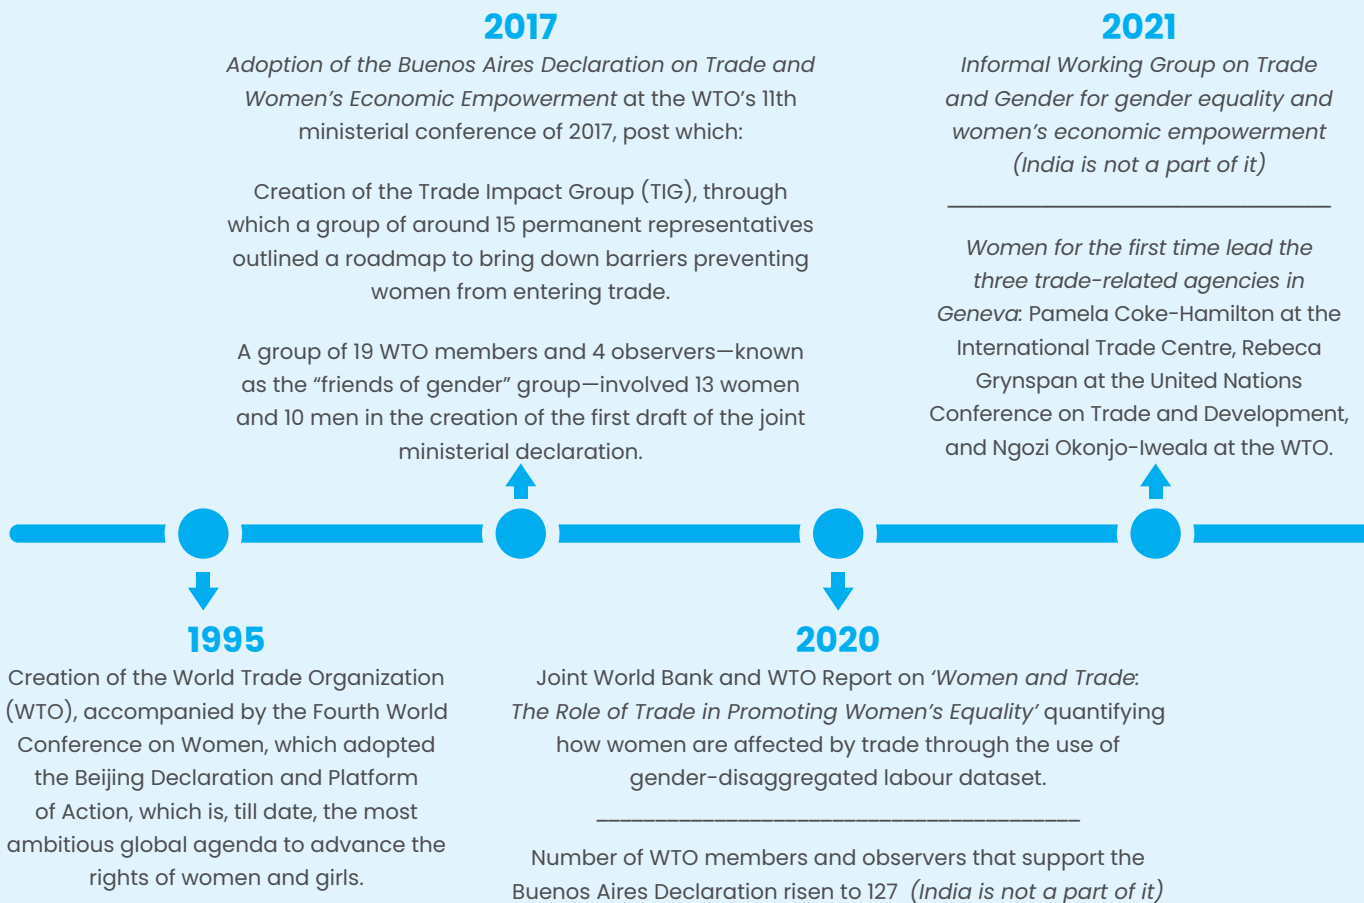 2017
Adoption of the Buenos Aires Declaration on Trade and
Women's Economic Empowerment at the WTO's 11th
ministerial conference of 2017, post which:
Creation of the Trade Impact Group (TIG), through
which a group of around 15 permanent representatives
outlined a roadmap to bring down barriers preventing
women from entering trade.
A group of 19 WTO members and 4 observers—known
as the “friends of gender” group—involved 13 women
and 10 men in the creation of the first draft of the joint
ministerial declaration.
2021
Informal Working Group on Trade
and Gender for gender equality and
women's economic empowerment
(India is not a part of it)
Women for the first time lead the
three trade-related agencies in
Geneva: Pamela Coke-Hamilton at the
International Trade Centre, Rebeca
Grynspan at the United Nations
Conference on Trade and Development,
and Ngozi Okonjo-Iweala at the WTO.
1995
Creation of the World Trade Organization
(WTO), accompanied by the Fourth World
Conference on Women, which adopted
the Beijing Declaration and Platform
of Action, which is, till date, the most
ambitious global agenda to advance the
rights of women and girls.
2020
Joint World Bank and WTO Report on ‘Women and Trade:
The Role of Trade in Promoting Women's Equality’ quantifying
how women are affected by trade through the use of
gender-disaggregated labour dataset.
Number of WTO members and observers that support the
Buenos Aires Declaration risen to 127 (India is not a part of it)